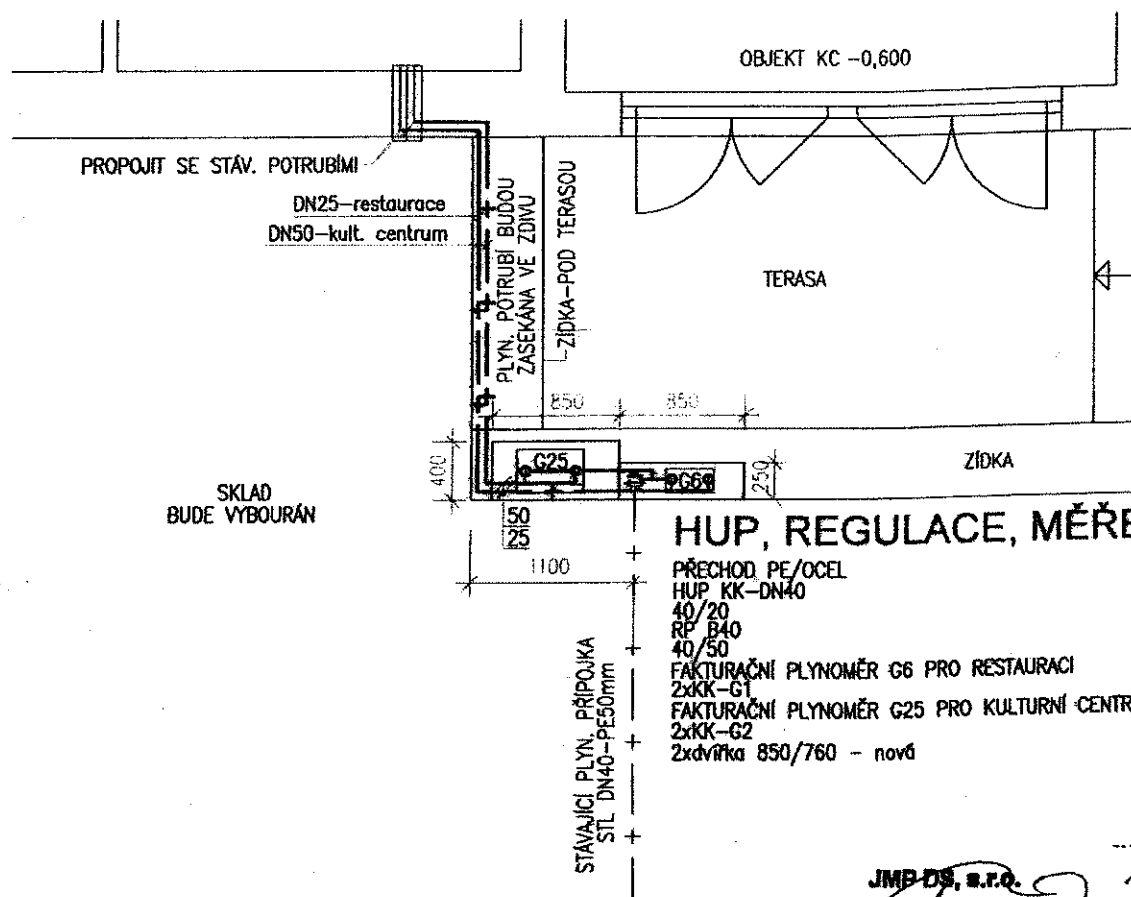 OBJEKT KC -0,600
PROPOJIT SE STÁV. POTRUBÍMI
DN25-restaurace
DN50-kult. centrum
PLYN. POTRUBÍ BUDOU
ZASEKÁNA VE ZDIVU
ZÍDKA-POD TERASOU
TERASA
850
850
400
G25
G6
250
ZÍDKA
SKLAD
BUDE VYBOURÁN
50
25
1100
HUP, REGULACE, MĚŘE
PŘECHOD PE/OCEL
HUP KK-DN40
40/20
RP B40
40/50
FAKTURAČNÍ PLYNOMĚR G6 PRO RESTAURACI
2xKK-G1
FAKTURAČNÍ PLYNOMĚR G25 PRO KULTURNÍ CENTR
2xKK-G2
2xdvířka 850/760 - nová
STÁVAJÍCÍ PLYN. PŘÍPOJKA
STL DN40-PE50mm
JMP DS, s.r.o.